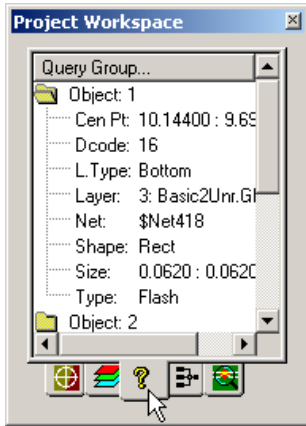 Project Workspace
Query Group...
Object: 1
Cen Pt: 10.14400 : 9.69
Dcode: 16
L.Type: Bottom
Layer: 3: Basic2Unr.G
Net: $Net418
Shape: Rect
Size: 0.0620 : 0.0620
Type: Flash
Object: 2